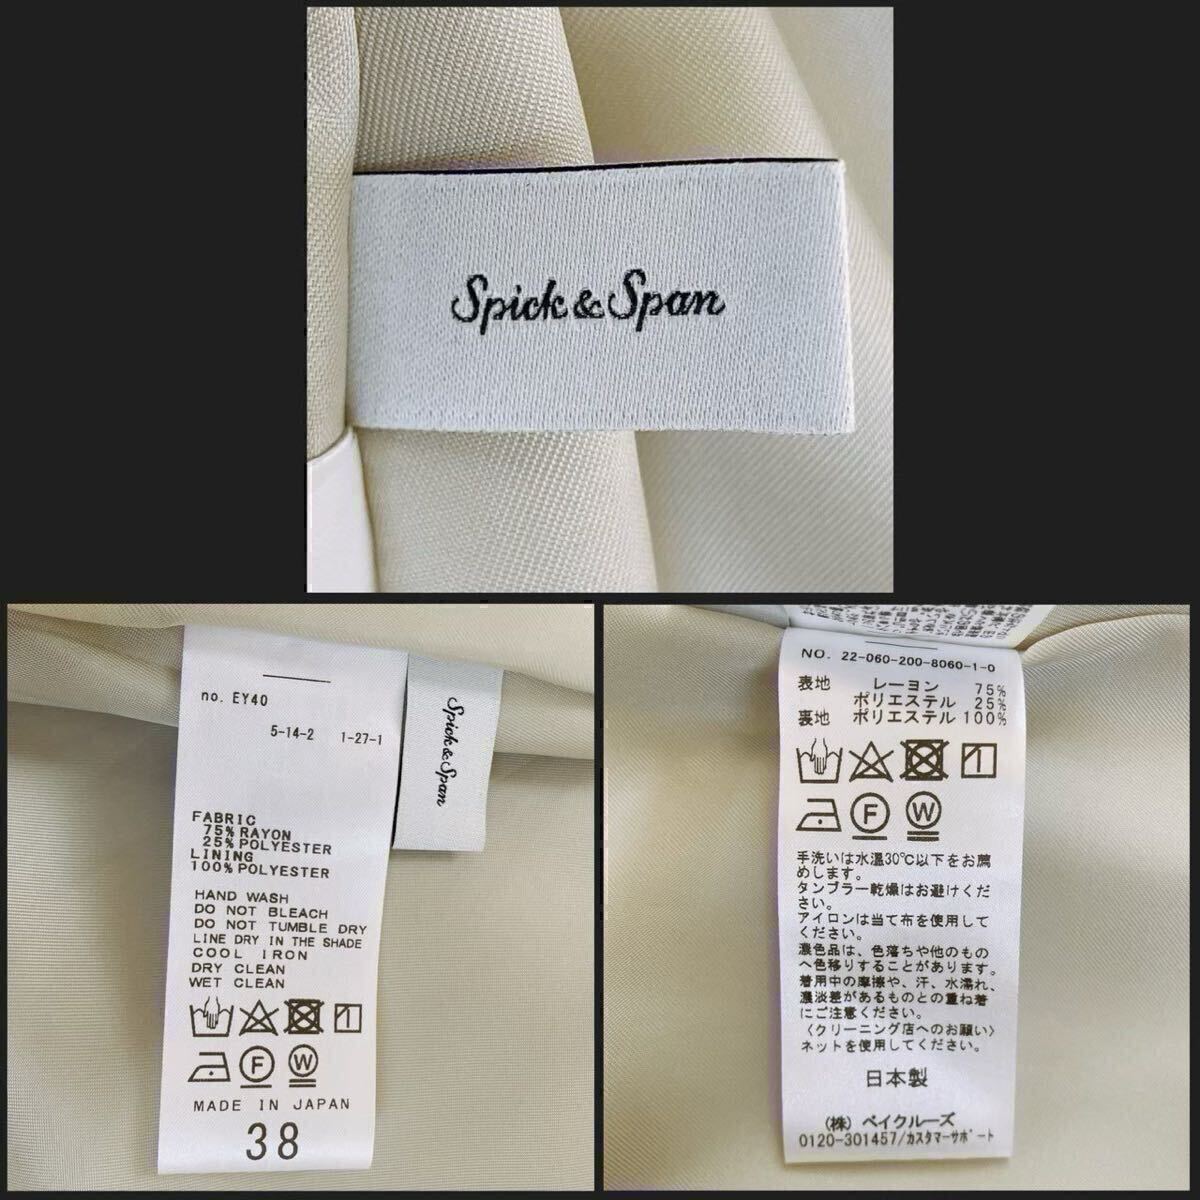 Spick & Span
no. EY40
5-14-2 1-27-1
FABRIC
75% RAYON
25% POLYESTER
LINING
100% POLYESTER
HAND WASH
DO NOT BLEACH
DO NOT TUMBLE DRY
LINE DRY IN THE SHADE
COOL IRON
DRY CLEAN
WET CLEAN
F W
MADE IN JAPAN
38
Spick & Span
NO. 22-060-200-8060-1-0
表地 レーヨン 75%
ポリエステル 25%
裏地 ポリエステル 100%
F W
手洗いは水温30℃以下をお薦
めします。
タンブラー乾燥はお避けくだ
さい。
アイロンは当て布を使用して
ください。
濃色品は、色落ちや他のもの
へ色移りすることがあります。
着用中の摩擦や、汗、水濡れ、
濃淡差があるものとの重ね着
にご注意ください。
〈クリーニング店へのお願い〉
ネットを使用してください。
日本製
(株) ベイクルーズ
0120-301457/カスタマーサポート